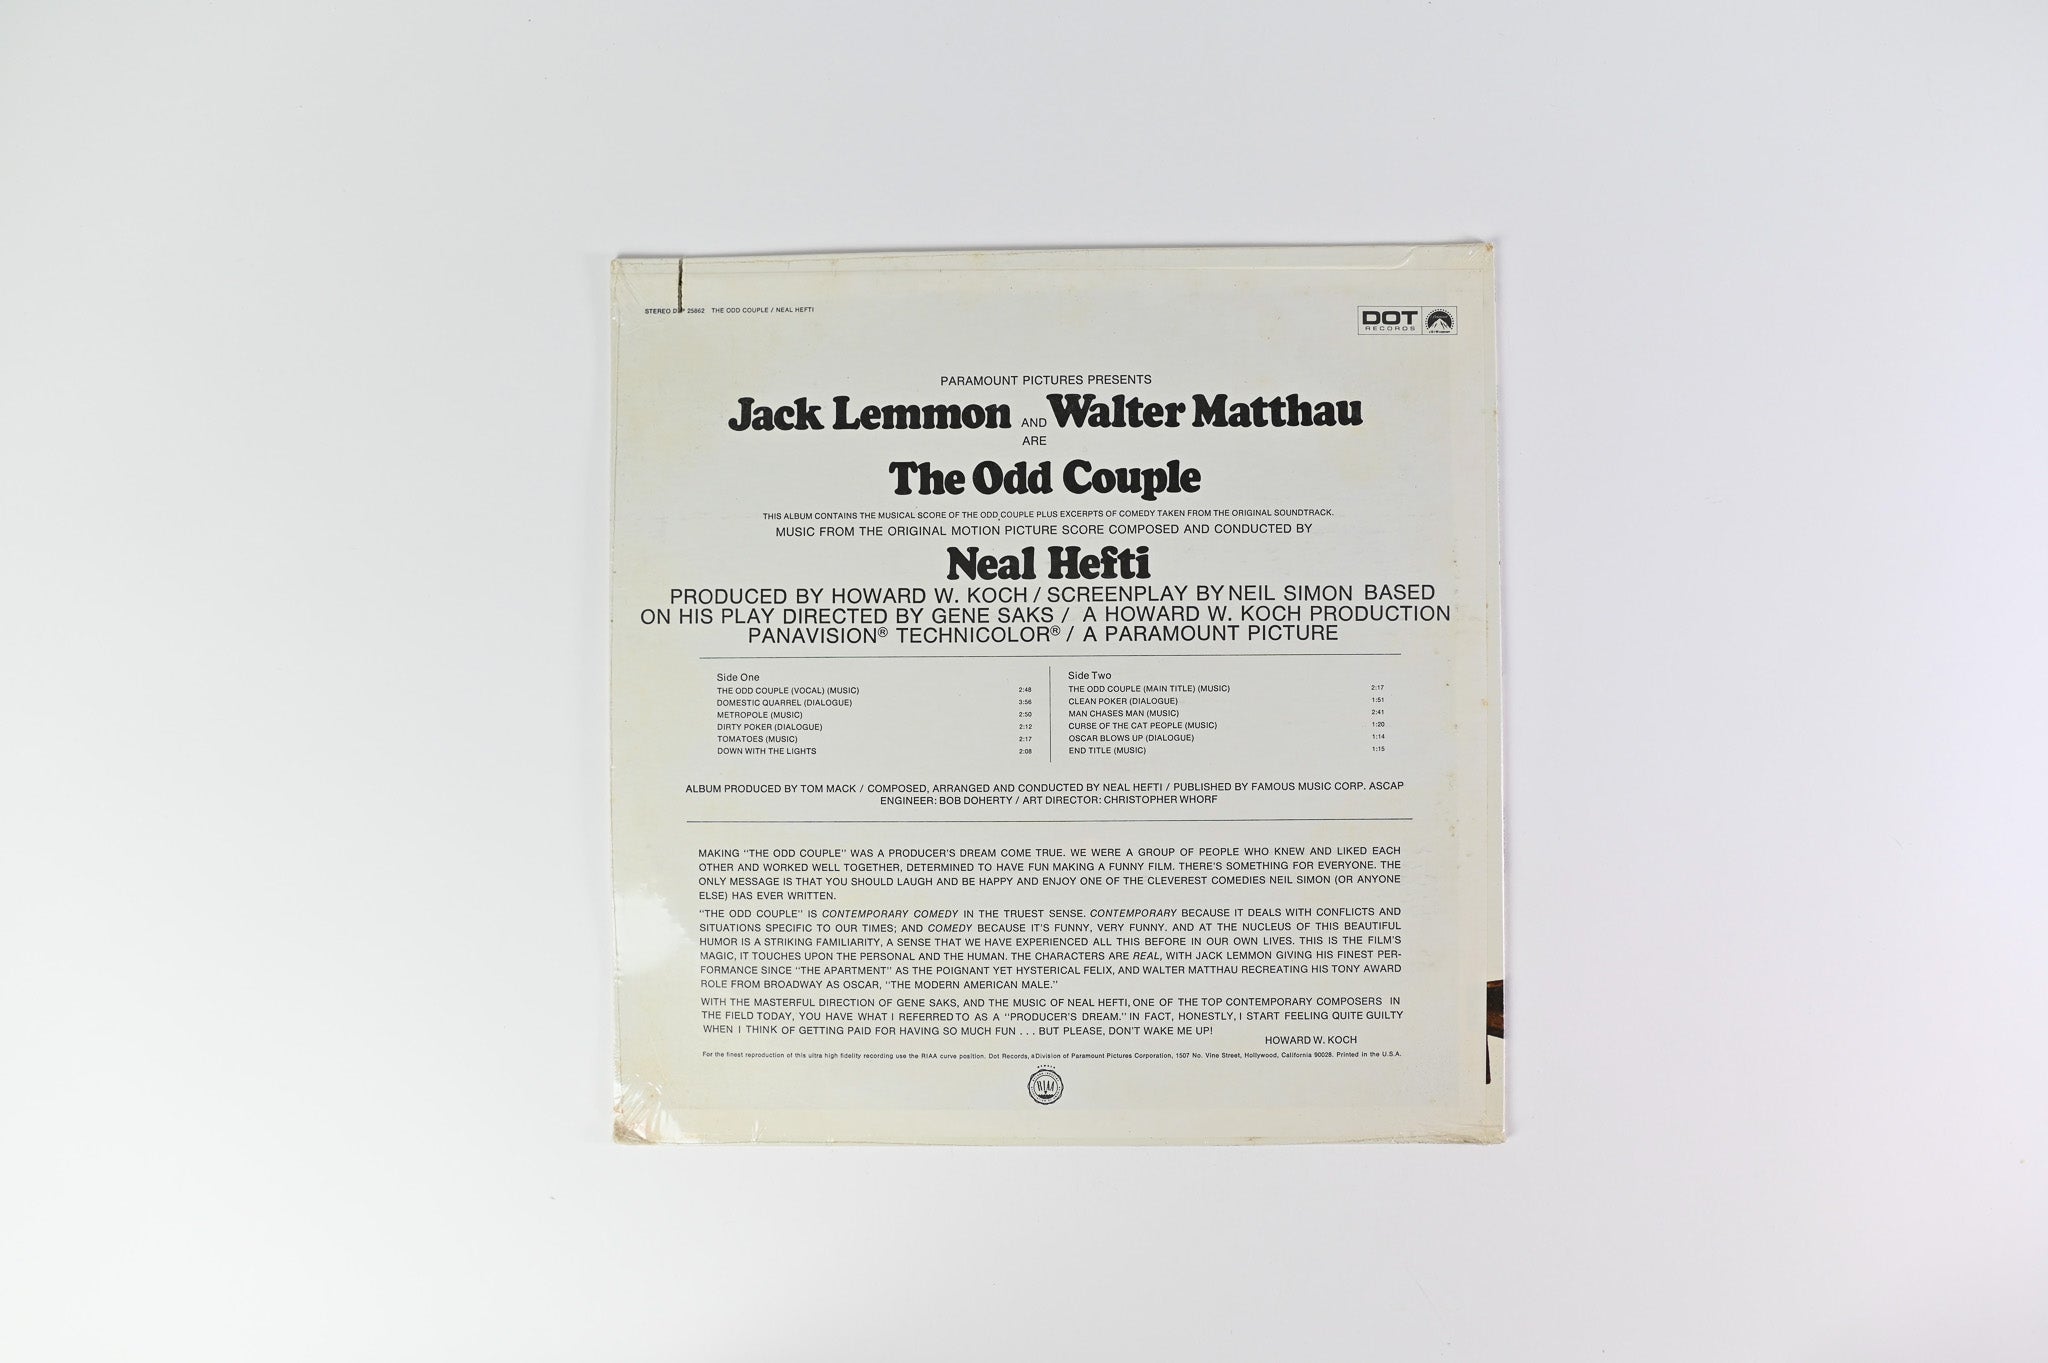 STEREO D P 25862 THE ODD COUPLE / NEAL HEFTI
DOT
RECORDS
PARAMOUNT PICTURES PRESENTS
Jack Lemmon AND Walter Matthau
ARE
The Odd Couple
THIS ALBUM CONTAINS THE MUSICAL SCORE OF THE ODD COUPLE PLUS EXCERPTS OF COMEDY TAKEN FROM THE ORIGINAL SOUNDTRACK.
MUSIC FROM THE ORIGINAL MOTION PICTURE SCORE COMPOSED AND CONDUCTED BY
Neal Hefti
PRODUCED BY HOWARD W. KOCH / SCREENPLAY BY NEIL SIMON BASED
ON HIS PLAY DIRECTED BY GENE SAKS / A HOWARD W. KOCH PRODUCTION
PANAVISION® TECHNICOLOR® / A PARAMOUNT PICTURE
Side One
THE ODD COUPLE (VOCAL) (MUSIC) 2:48
DOMESTIC QUARREL (DIALOGUE) 3:56
METROPOLE (MUSIC) 2:50
DIRTY POKER (DIALOGUE) 2:12
TOMATOES (MUSIC) 2:17
DOWN WITH THE LIGHTS 2:08
Side Two
THE ODD COUPLE (MAIN TITLE) (MUSIC) 2:17
CLEAN POKER (DIALOGUE) 1:51
MAN CHASES MAN (MUSIC) 2:41
CURSE OF THE CAT PEOPLE (MUSIC) 1:20
OSCAR BLOWS UP (DIALOGUE) 1:14
END TITLE (MUSIC) 1:15
ALBUM PRODUCED BY TOM MACK / COMPOSED, ARRANGED AND CONDUCTED BY NEAL HEFTI / PUBLISHED BY FAMOUS MUSIC CORP. ASCAP
ENGINEER: BOB DOHERTY / ART DIRECTOR: CHRISTOPHER WHORF
MAKING "THE ODD COUPLE" WAS A PRODUCER'S DREAM COME TRUE. WE WERE A GROUP OF PEOPLE WHO KNEW AND LIKED EACH
OTHER AND WORKED WELL TOGETHER, DETERMINED TO HAVE FUN MAKING A FUNNY FILM. THERE'S SOMETHING FOR EVERYONE. THE
ONLY MESSAGE IS THAT YOU SHOULD LAUGH AND BE HAPPY AND ENJOY ONE OF THE CLEVEREST COMEDIES NEIL SIMON (OR ANYONE
ELSE) HAS EVER WRITTEN.
"THE ODD COUPLE" IS CONTEMPORARY COMEDY IN THE TRUEST SENSE. CONTEMPORARY BECAUSE IT DEALS WITH CONFLICTS AND
SITUATIONS SPECIFIC TO OUR TIMES; AND COMEDY BECAUSE IT'S FUNNY, VERY FUNNY. AND AT THE NUCLEUS OF THIS BEAUTIFUL
HUMOR IS A STRIKING FAMILIARITY, A SENSE THAT WE HAVE EXPERIENCED ALL THIS BEFORE IN OUR OWN LIVES. THIS IS THE FILM'S
MAGIC, IT TOUCHES UPON THE PERSONAL AND THE HUMAN. THE CHARACTERS ARE REAL, WITH JACK LEMMON GIVING HIS FINEST PER-
FORMANCE SINCE "THE APARTMENT" AS THE POIGNANT YET HYSTERICAL FELIX, AND WALTER MATTHAU RECREATING HIS TONY AWARD
ROLE FROM BROADWAY AS OSCAR, "THE MODERN AMERICAN MALE."
WITH THE MASTERFUL DIRECTION OF GENE SAKS, AND THE MUSIC OF NEAL HEFTI, ONE OF THE TOP CONTEMPORARY COMPOSERS IN
THE FIELD TODAY, YOU HAVE WHAT I REFERRED TO AS A "PRODUCER'S DREAM." IN FACT, HONESTLY, I START FEELING QUITE GUILTY
WHEN I THINK OF GETTING PAID FOR HAVING SO MUCH FUN . . . BUT PLEASE, DON'T WAKE ME UP!
HOWARD W. KOCH
For the finest reproduction of this ultra high fidelity recording use the RIAA curve position. Dot Records, a Division of Paramount Pictures Corporation, 1507 No. Vine Street, Hollywood, California 90028. Printed in the U.S.A.
RIAA